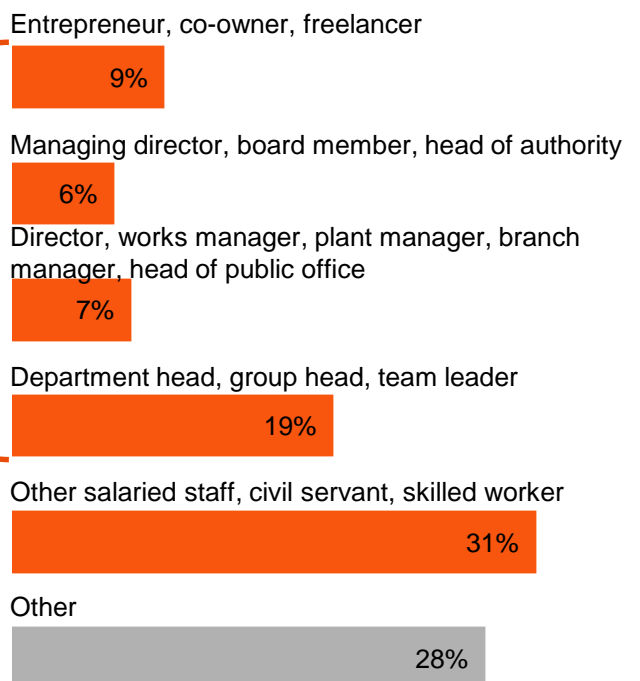 Entrepreneur, co-owner, freelancer
9%
Managing director, board member, head of authority
6%
Director, works manager, plant manager, branch
manager, head of public office
7%
Department head, group head, team leader
19%
Other salaried staff, civil servant, skilled worker
31%
Other
28%